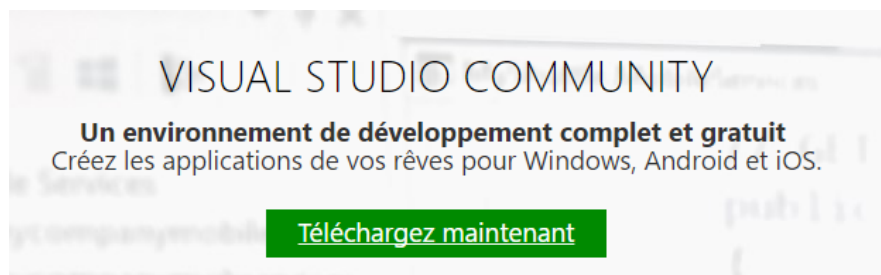 VISUAL STUDIO COMMUNITY
Un environnement de développement complet et gratuit
Créez les applications de vos rêves pour Windows, Android et iOS.
e Services
Téléchargez maintenant